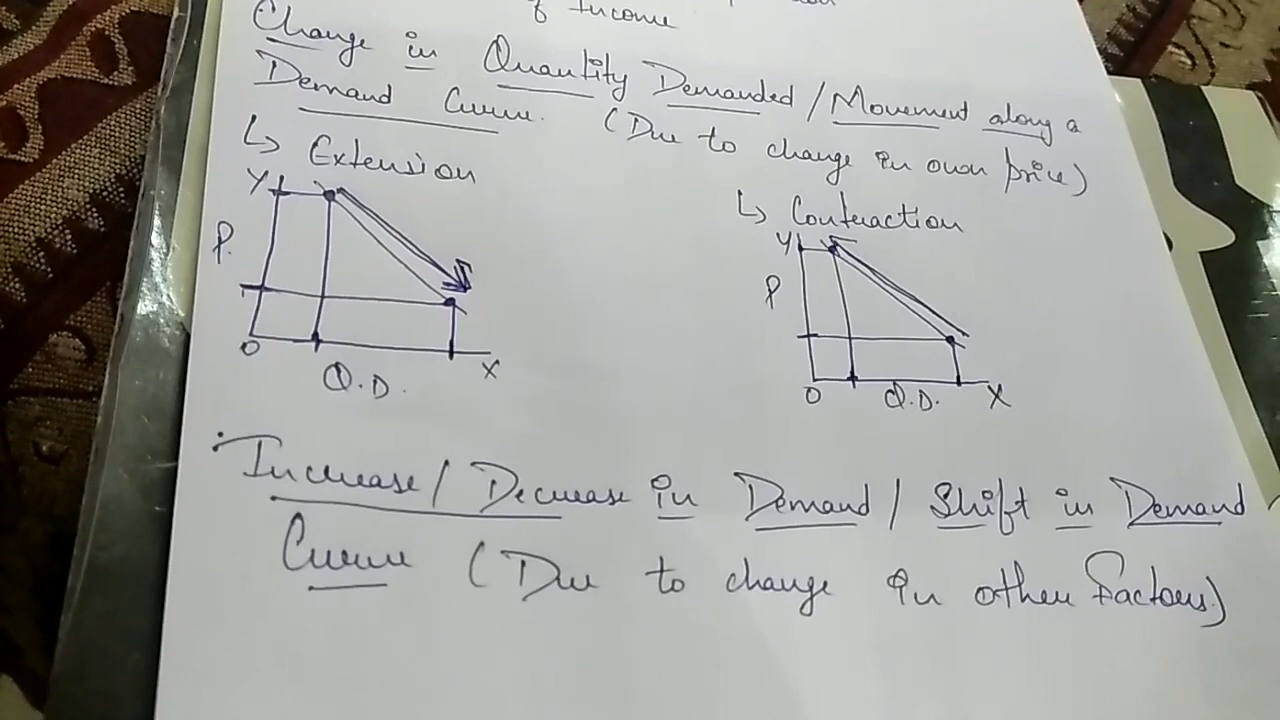 of Income
Change in Quantity Demanded / Movement along a
Demand Curve. (Due to change in own price)
↳ Extension
Y
P.
O
Q.D.
X
↳ Contraction
Y
P
O
Q.D.
X
Increase / Decrease in Demand / Shift in Demand
Curve (Due to change in other factors)